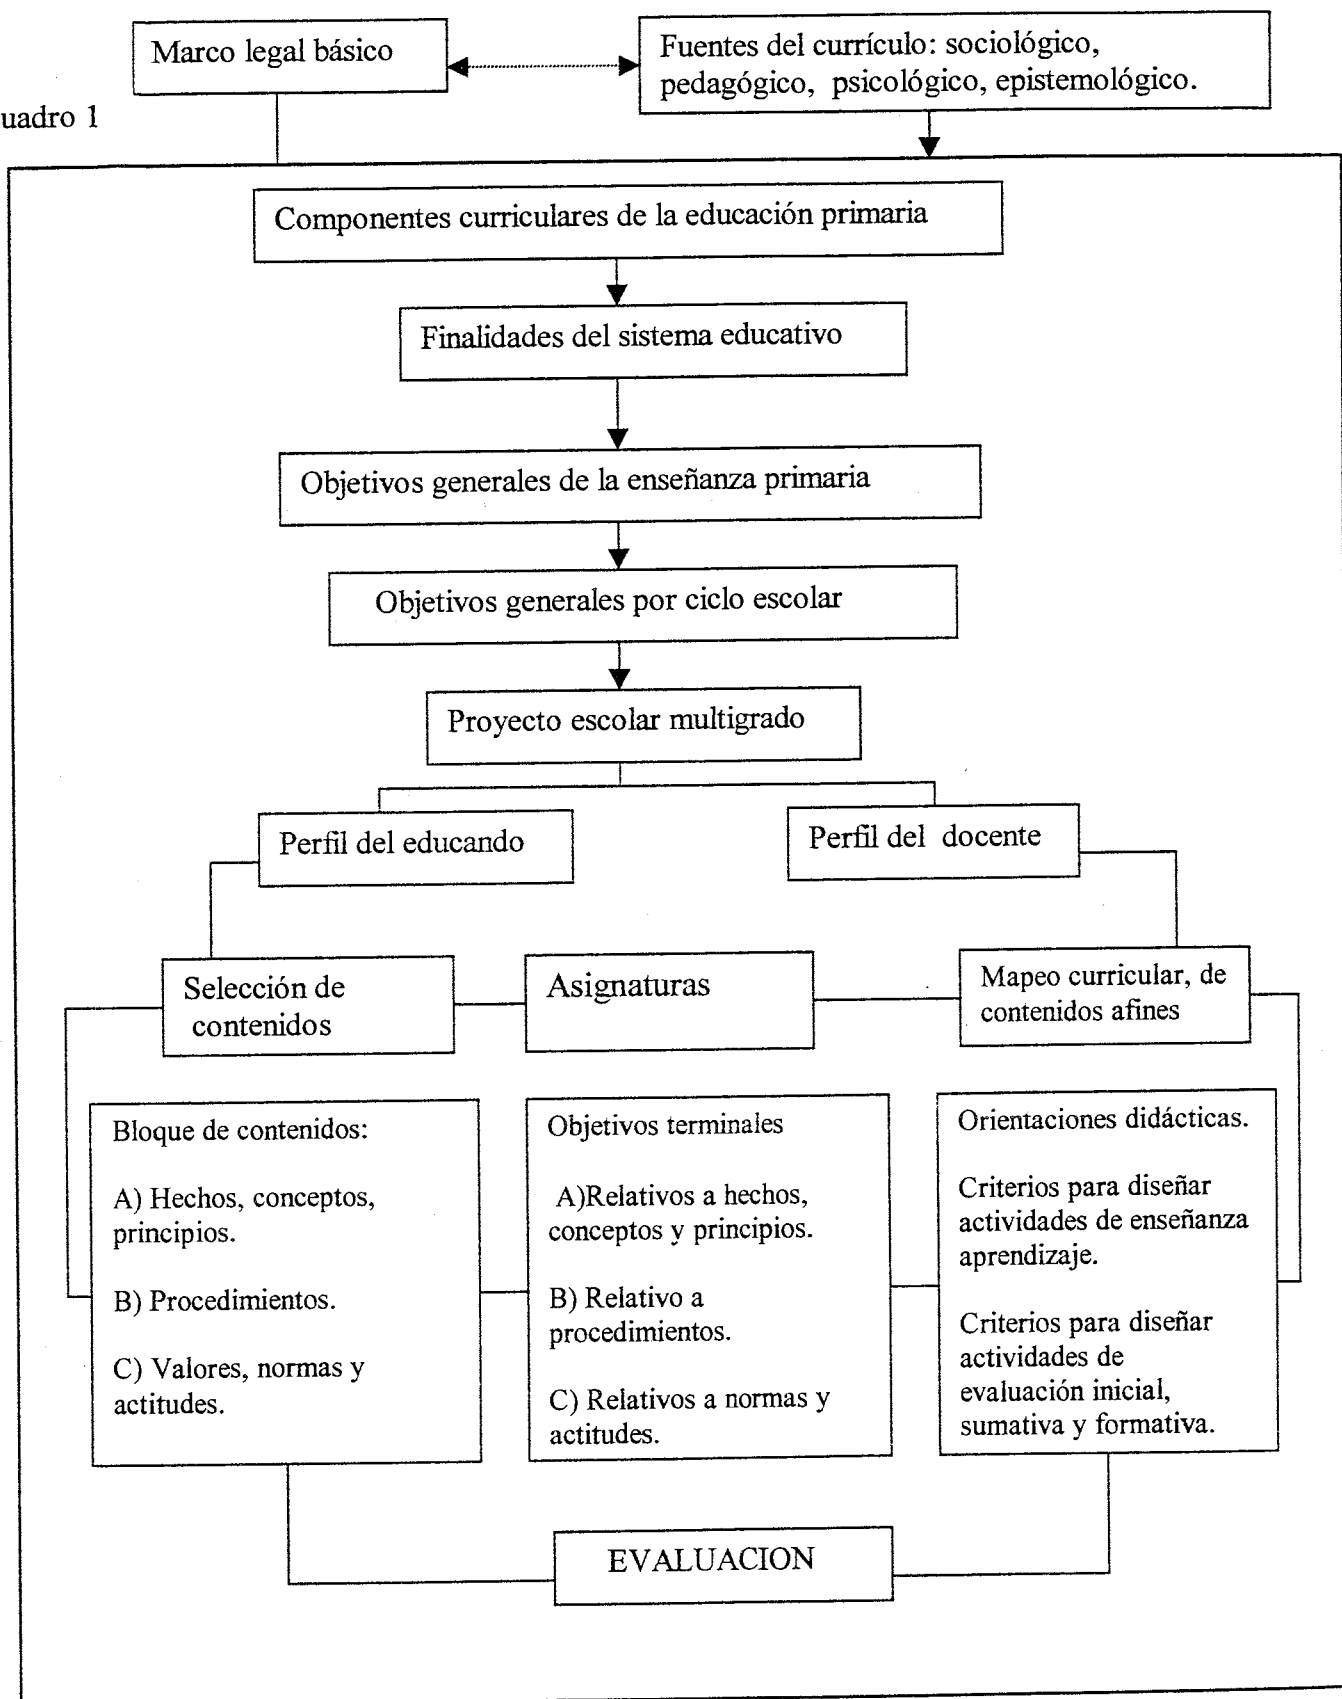 Marco legal básico
Fuentes del currículo: sociológico,
pedagógico, psicológico, epistemológico.
uadro 1
Componentes curriculares de la educación primaria
Finalidades del sistema educativo
Objetivos generales de la enseñanza primaria
Objetivos generales por ciclo escolar
Proyecto escolar multigrado
Perfil del educando
Perfil del docente
Selección de
contenidos
Asignaturas
Mapeo curricular, de
contenidos afines
Bloque de contenidos:
A) Hechos, conceptos,
principios.
B) Procedimientos.
C) Valores, normas y
actitudes.
Objetivos terminales
A)Relativos a hechos,
conceptos y principios.
B) Relativo a
procedimientos.
C) Relativos a normas y
actitudes.
Orientaciones didácticas.
Criterios para diseñar
actividades de enseñanza
aprendizaje.
Criterios para diseñar
actividades de
evaluación inicial,
sumativa y formativa.
EVALUACION